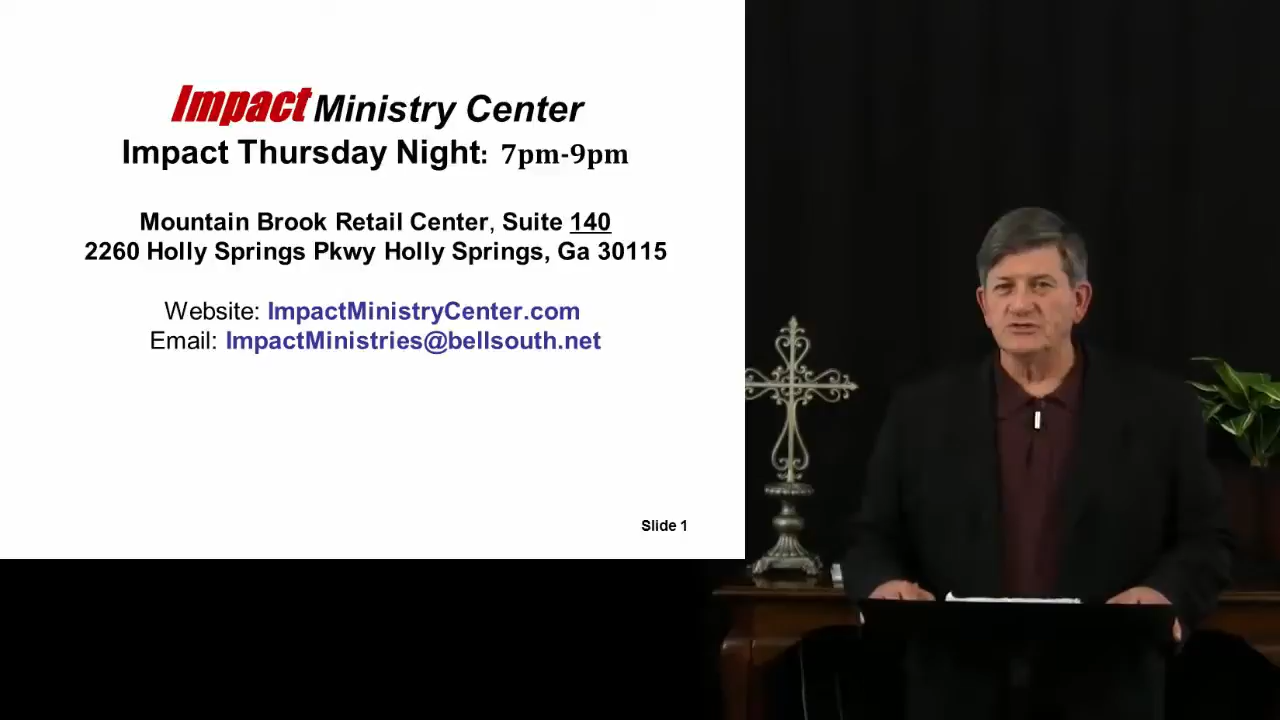 Impact Ministry Center
Impact Thursday Night: 7pm-9pm
Mountain Brook Retail Center, Suite 140
2260 Holly Springs Pkwy Holly Springs, Ga 30115
Website: ImpactMinistryCenter.com
Email: ImpactMinistries@bellsouth.net
Slide 1